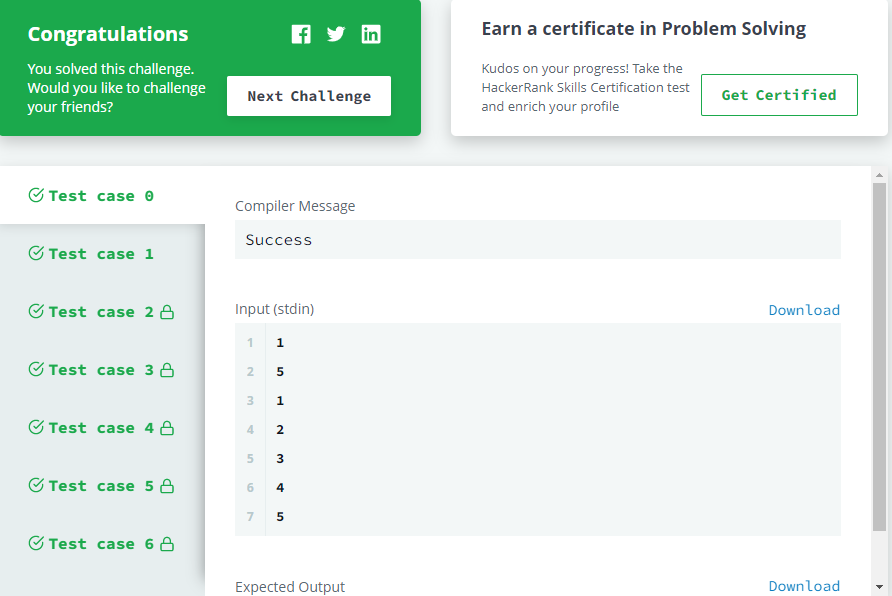 Congratulations
You solved this challenge.
Would you like to challenge
your friends?
Next Challenge
Earn a certificate in Problem Solving
Kudos on your progress! Take the
HackerRank Skills Certification test
and enrich your profile
Get Certified
Test case 0
Test case 1
Test case 2
Test case 3
Test case 4
Test case 5
Test case 6
Compiler Message
Success
Input (stdin)
Download
1 1
2 5
3 1
4 2
5 3
6 4
7 5
Expected Output
Download